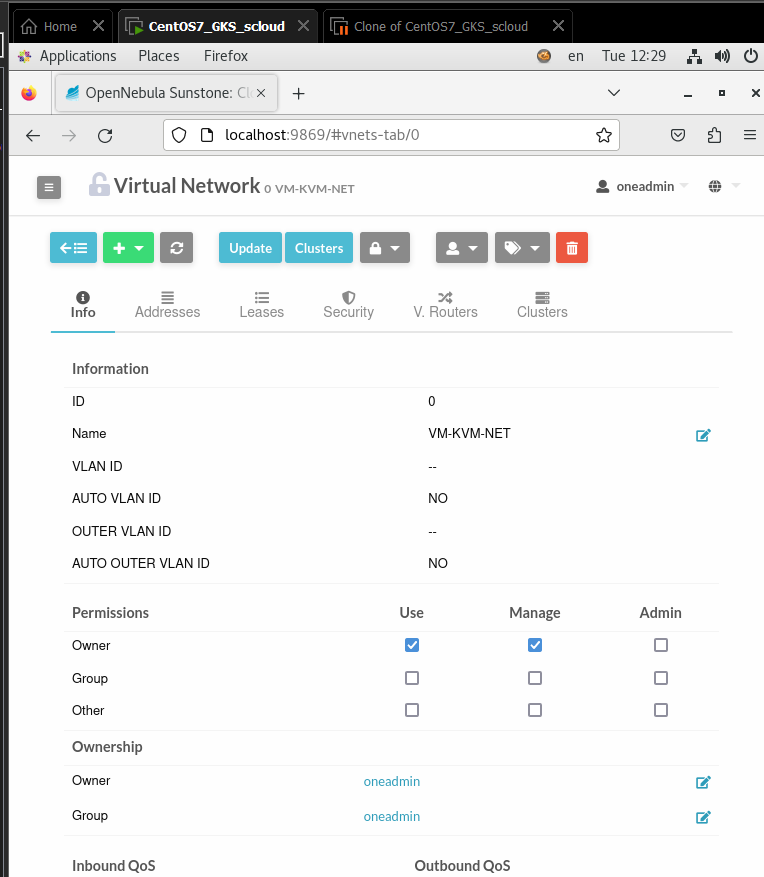 Home
CentOS7_GKS_scloud
Clone of CentOS7_GKS_scloud
Applications Places Firefox en Tue 12:29
OpenNebula Sunstone: Cl
localhost:9869/#vnets-tab/0
Virtual Network 0 VM-KVM-NET oneadmin
Update Clusters
Info Addresses Leases Security V. Routers Clusters
Information
ID 0
Name VM-KVM-NET
VLAN ID --
AUTO VLAN ID NO
OUTER VLAN ID --
AUTO OUTER VLAN ID NO
Permissions Use Manage Admin
Owner
Group
Other
Ownership
Owner oneadmin
Group oneadmin
Inbound QoS Outbound QoS